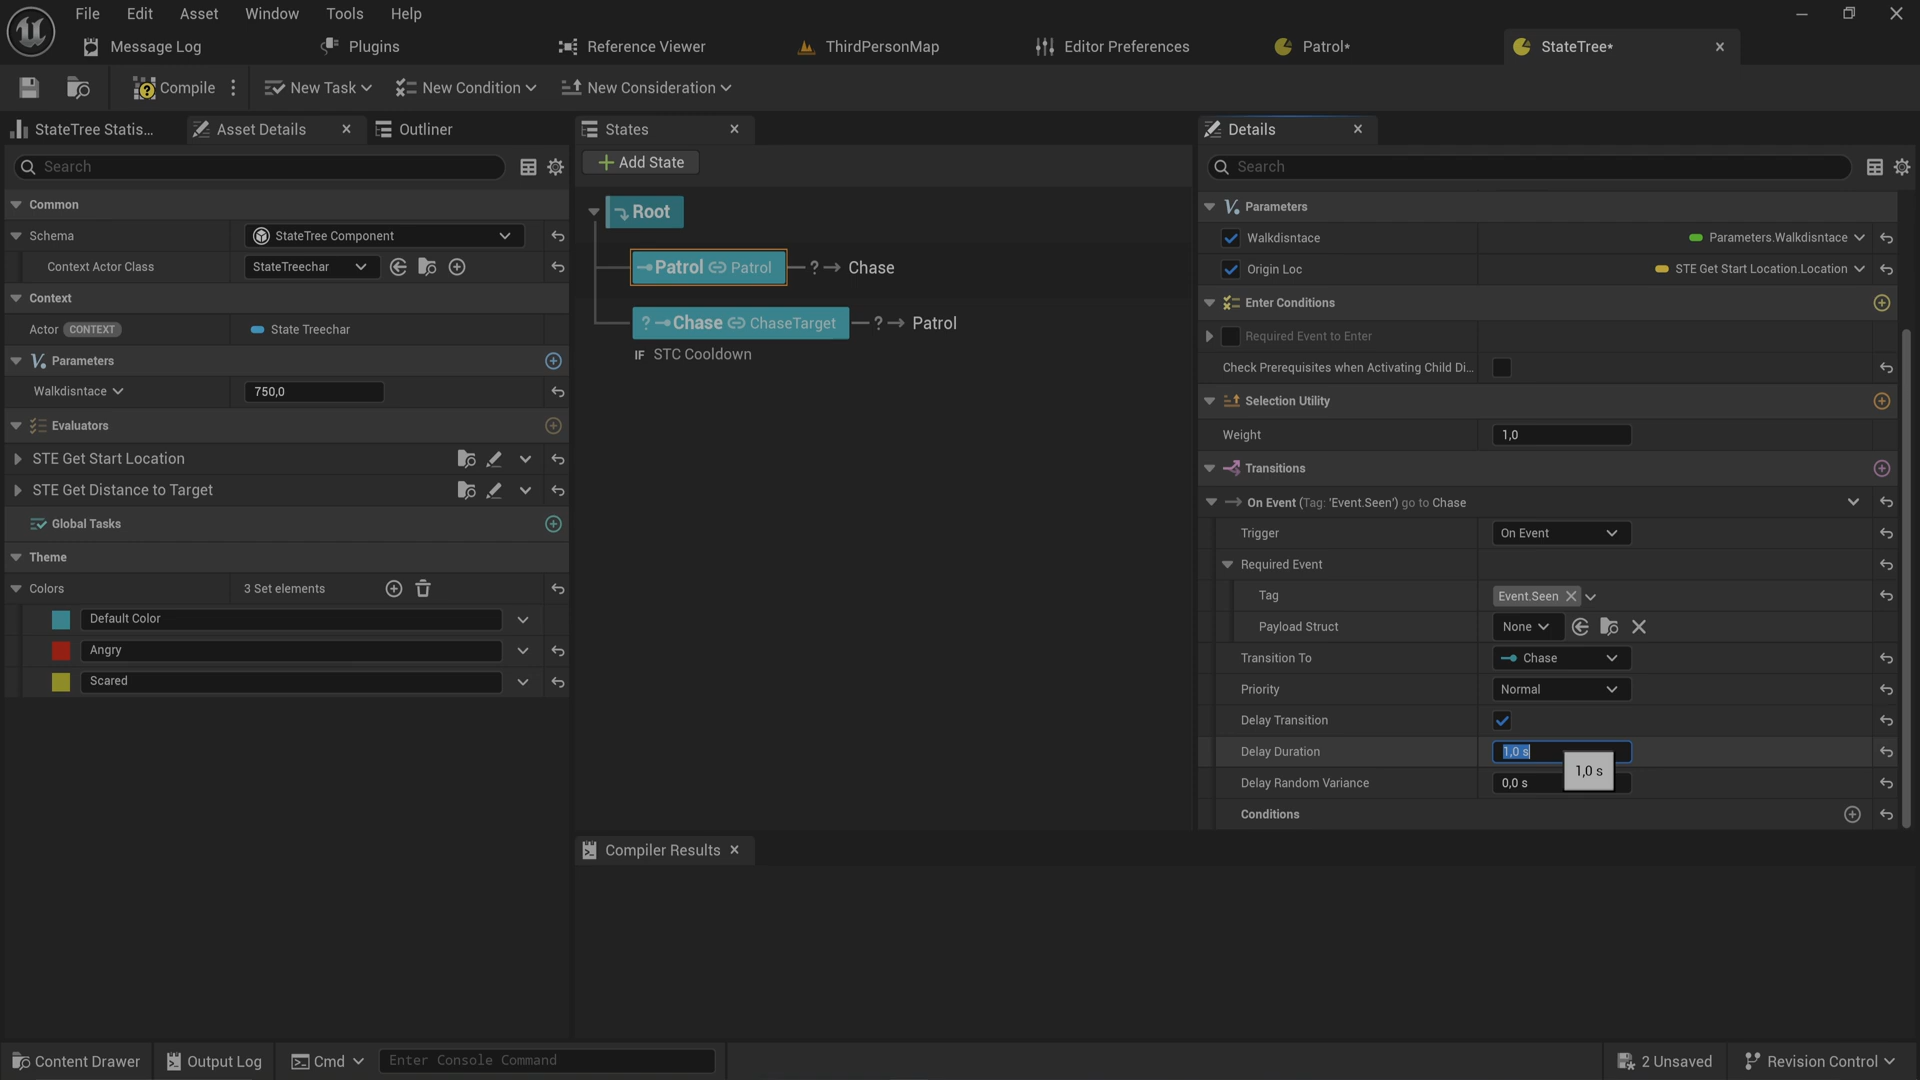 File Edit Asset Window Tools Help
Message Log Plugins Reference Viewer ThirdPersonMap Editor Preferences Patrol* StateTree*
Compile New Task New Condition New Consideration
StateTree Statis... Asset Details Outliner
Search
Common
Schema StateTree Component
Context Actor Class StateTreechar
Context
Actor CONTEXT State Treechar
Parameters
Walkdisntace 750,0
Evaluators
STE Get Start Location
STE Get Distance to Target
Global Tasks
Theme
Colors 3 Set elements
Default Color
Angry
Scared
States
Add State
Root
Patrol Patrol ? Chase
? Chase ChaseTarget ? Patrol
IF STC Cooldown
Compiler Results
Details
Search
Parameters
Walkdisntace Parameters.Walkdisntace
Origin Loc STE Get Start Location.Location
Enter Conditions
Required Event to Enter
Check Prerequisites when Activating Child Di...
Selection Utility
Weight 1,0
Transitions
On Event (Tag: 'Event.Seen') go to Chase
Trigger On Event
Required Event
Tag Event.Seen
Payload Struct None
Transition To Chase
Priority Normal
Delay Transition
Delay Duration 1,0 s
1,0 s
Delay Random Variance 0,0 s
Conditions
Content Drawer Output Log Cmd Enter Console Command 2 Unsaved Revision Control